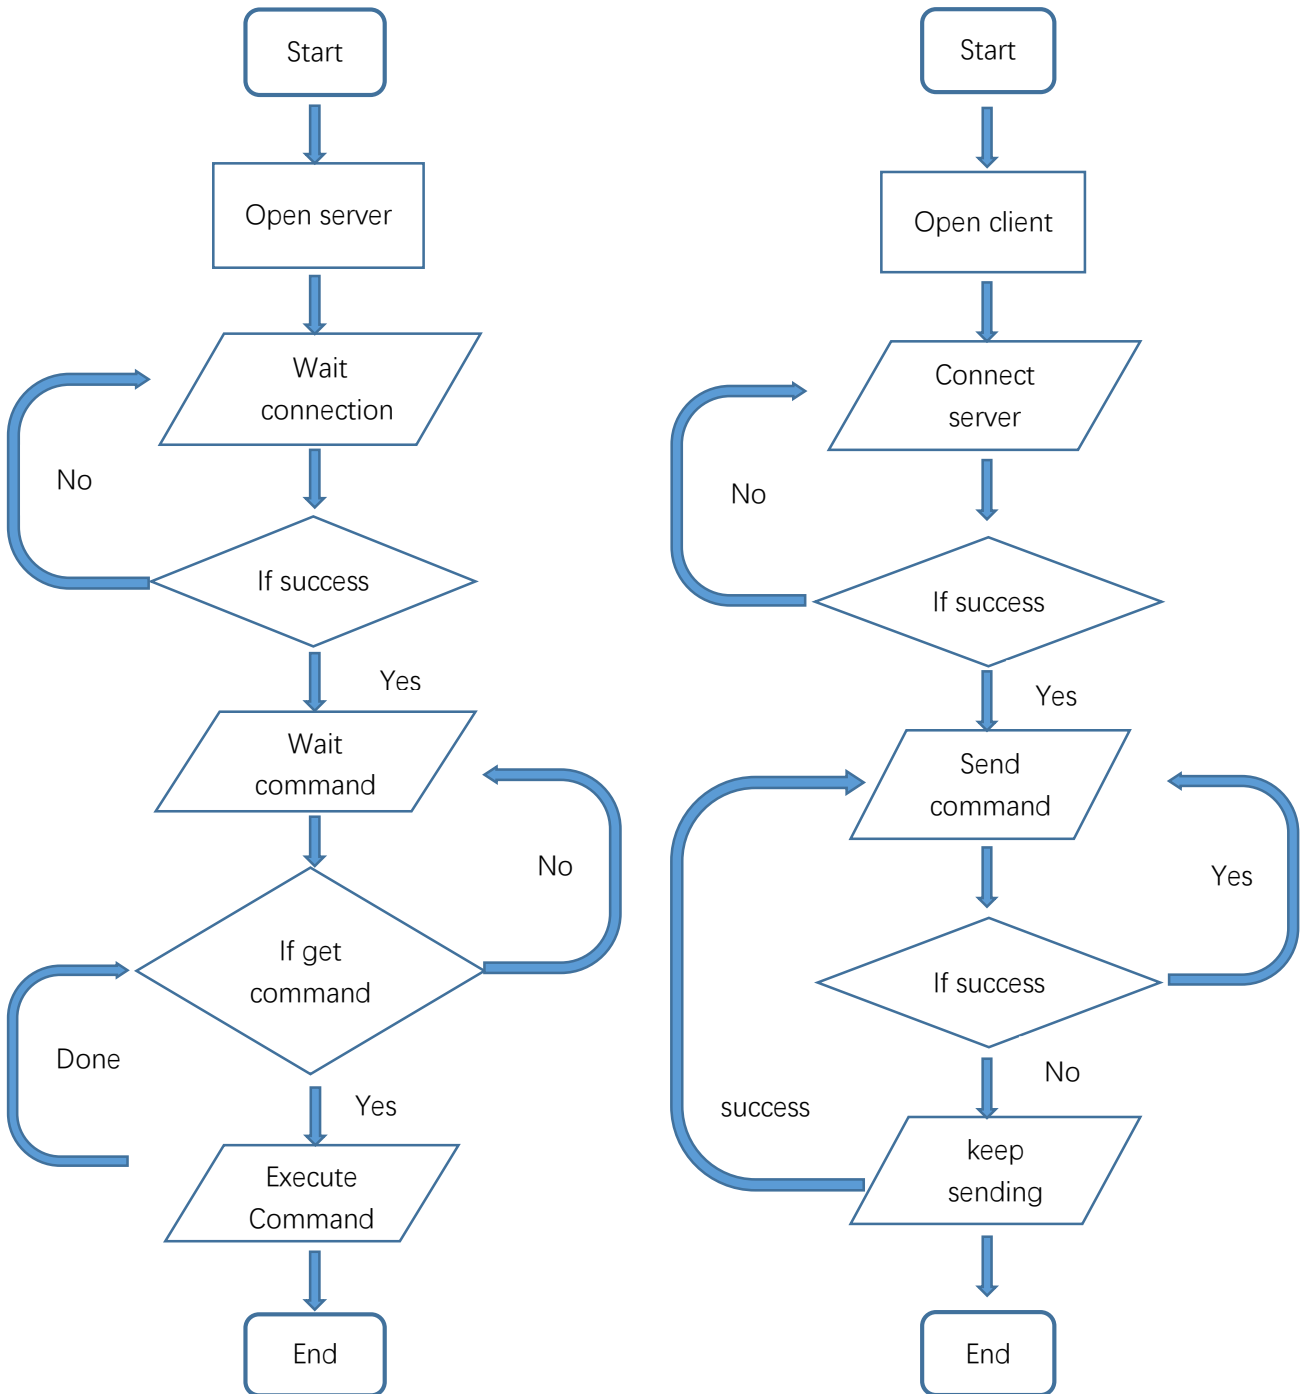 Start
Open server
Wait
connection
No
If success
Yes
Wait
command
No
If get
command
Done
Yes
Execute
Command
End
Start
Open client
Connect
server
No
If success
Yes
Send
command
Yes
If success
No
success
keep
sending
End